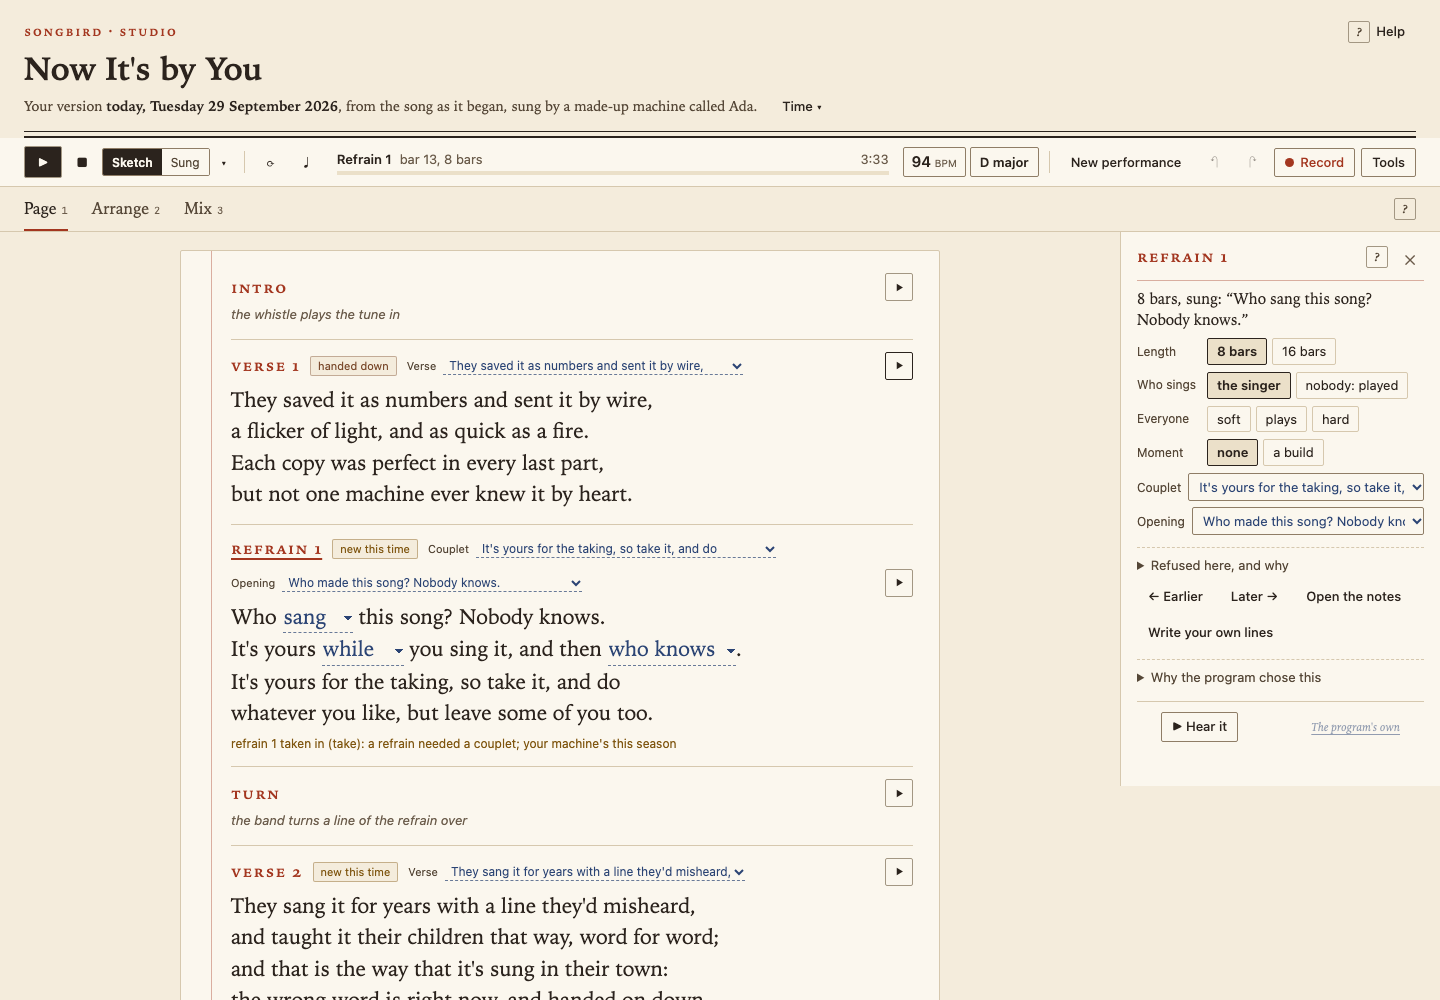 SONGBIRD · STUDIO
? Help
Now It's by You
Your version today, Tuesday 29 September 2026, from the song as it began, sung by a made-up machine called Ada.
Time
Sketch Sung
Refrain 1 bar 13, 8 bars
3:33
94 BPM
D major
New performance
Record
Tools
Page 1 Arrange 2 Mix 3
?
INTRO
the whistle plays the tune in
VERSE 1 handed down Verse They saved it as numbers and sent it by wire,
They saved it as numbers and sent it by wire,
a flicker of light, and as quick as a fire.
Each copy was perfect in every last part,
but not one machine ever knew it by heart.
REFRAIN 1 new this time Couplet It's yours for the taking, so take it, and do
Opening Who made this song? Nobody knows.
Who sang this song? Nobody knows.
It's yours while you sing it, and then who knows.
It's yours for the taking, so take it, and do
whatever you like, but leave some of you too.
refrain 1 taken in (take): a refrain needed a couplet; your machine's this season
TURN
the band turns a line of the refrain over
VERSE 2 new this time Verse They sang it for years with a line they'd misheard,
They sang it for years with a line they'd misheard,
and taught it their children that way, word for word;
and that is the way that it's sung in their town:
the wrong word is right now, and handed on down.
REFRAIN 1 ? ×
8 bars, sung: “Who sang this song?
Nobody knows.”
Length 8 bars 16 bars
Who sings the singer nobody: played
Everyone soft plays hard
Moment none a build
Couplet It's yours for the taking, so take it,
Opening Who made this song? Nobody
Refused here, and why
← Earlier Later → Open the notes
Write your own lines
Why the program chose this
Hear it
The program's own